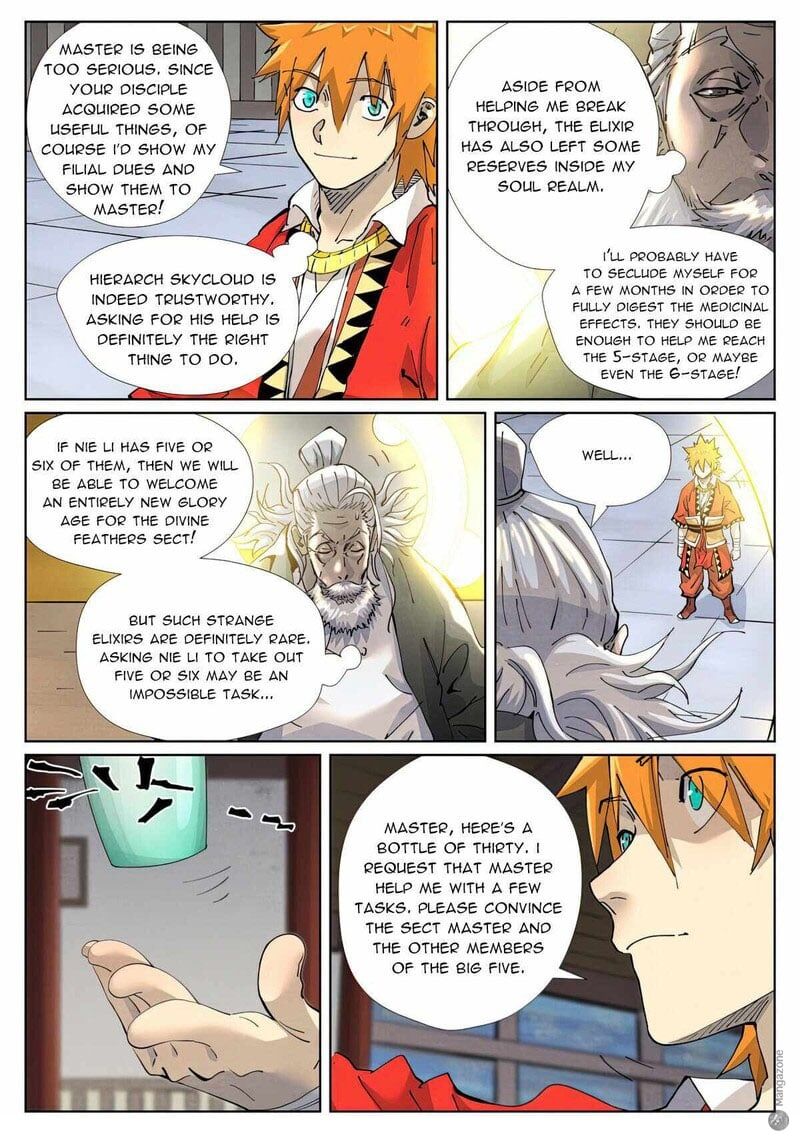 MASTER IS BEING
TOO SERIOUS. SINCE
YOUR DISCIPLE
ACQUIRED SOME
USEFUL THINGS, OF
COURSE I'D SHOW MY
FILIAL DUES AND
SHOW THEM TO
MASTER!
HIERARCH SKYCLOUD IS
INDEED TRUSTWORTHY.
ASKING FOR HIS HELP IS
DEFINITELY THE RIGHT
THING TO DO.
ASIDE FROM
HELPING ME BREAK
THROUGH, THE ELIXIR
HAS ALSO LEFT SOME
RESERVES INSIDE MY
SOUL REALM.
I'LL PROBABLY HAVE
TO SECLUDE MYSELF FOR
A FEW MONTHS IN ORDER TO
FULLY DIGEST THE MEDICINAL
EFFECTS. THEY SHOULD BE
ENOUGH TO HELP ME REACH
THE 5-STAGE, OR MAYBE
EVEN THE 6-STAGE!
IF NIE LI HAS FIVE OR
SIX OF THEM, THEN WE WILL
BE ABLE TO WELCOME
AN ENTIRELY NEW GLORY
AGE FOR THE DIVINE
FEATHERS SECT!
BUT SUCH STRANGE
ELIXIRS ARE DEFINITELY RARE.
ASKING NIE LI TO TAKE OUT
FIVE OR SIX MAY BE AN
IMPOSSIBLE TASK...
WELL...
MASTER, HERE'S A
BOTTLE OF THIRTY. I
REQUEST THAT MASTER
HELP ME WITH A FEW
TASKS. PLEASE CONVINCE
THE SECT MASTER AND
THE OTHER MEMBERS
OF THE BIG FIVE.
Mangazone